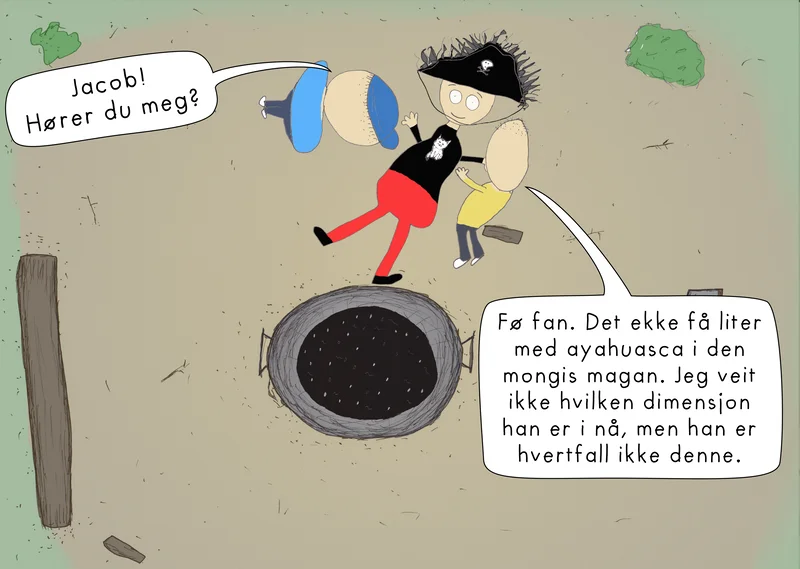 Jacob!
Hører du meg?
Fø fan. Det ekke få liter
med ayahuasca i den
mongis magan. Jeg veit
ikke hvilken dimensjon
han er i nå, men han er
hvertfall ikke denne.